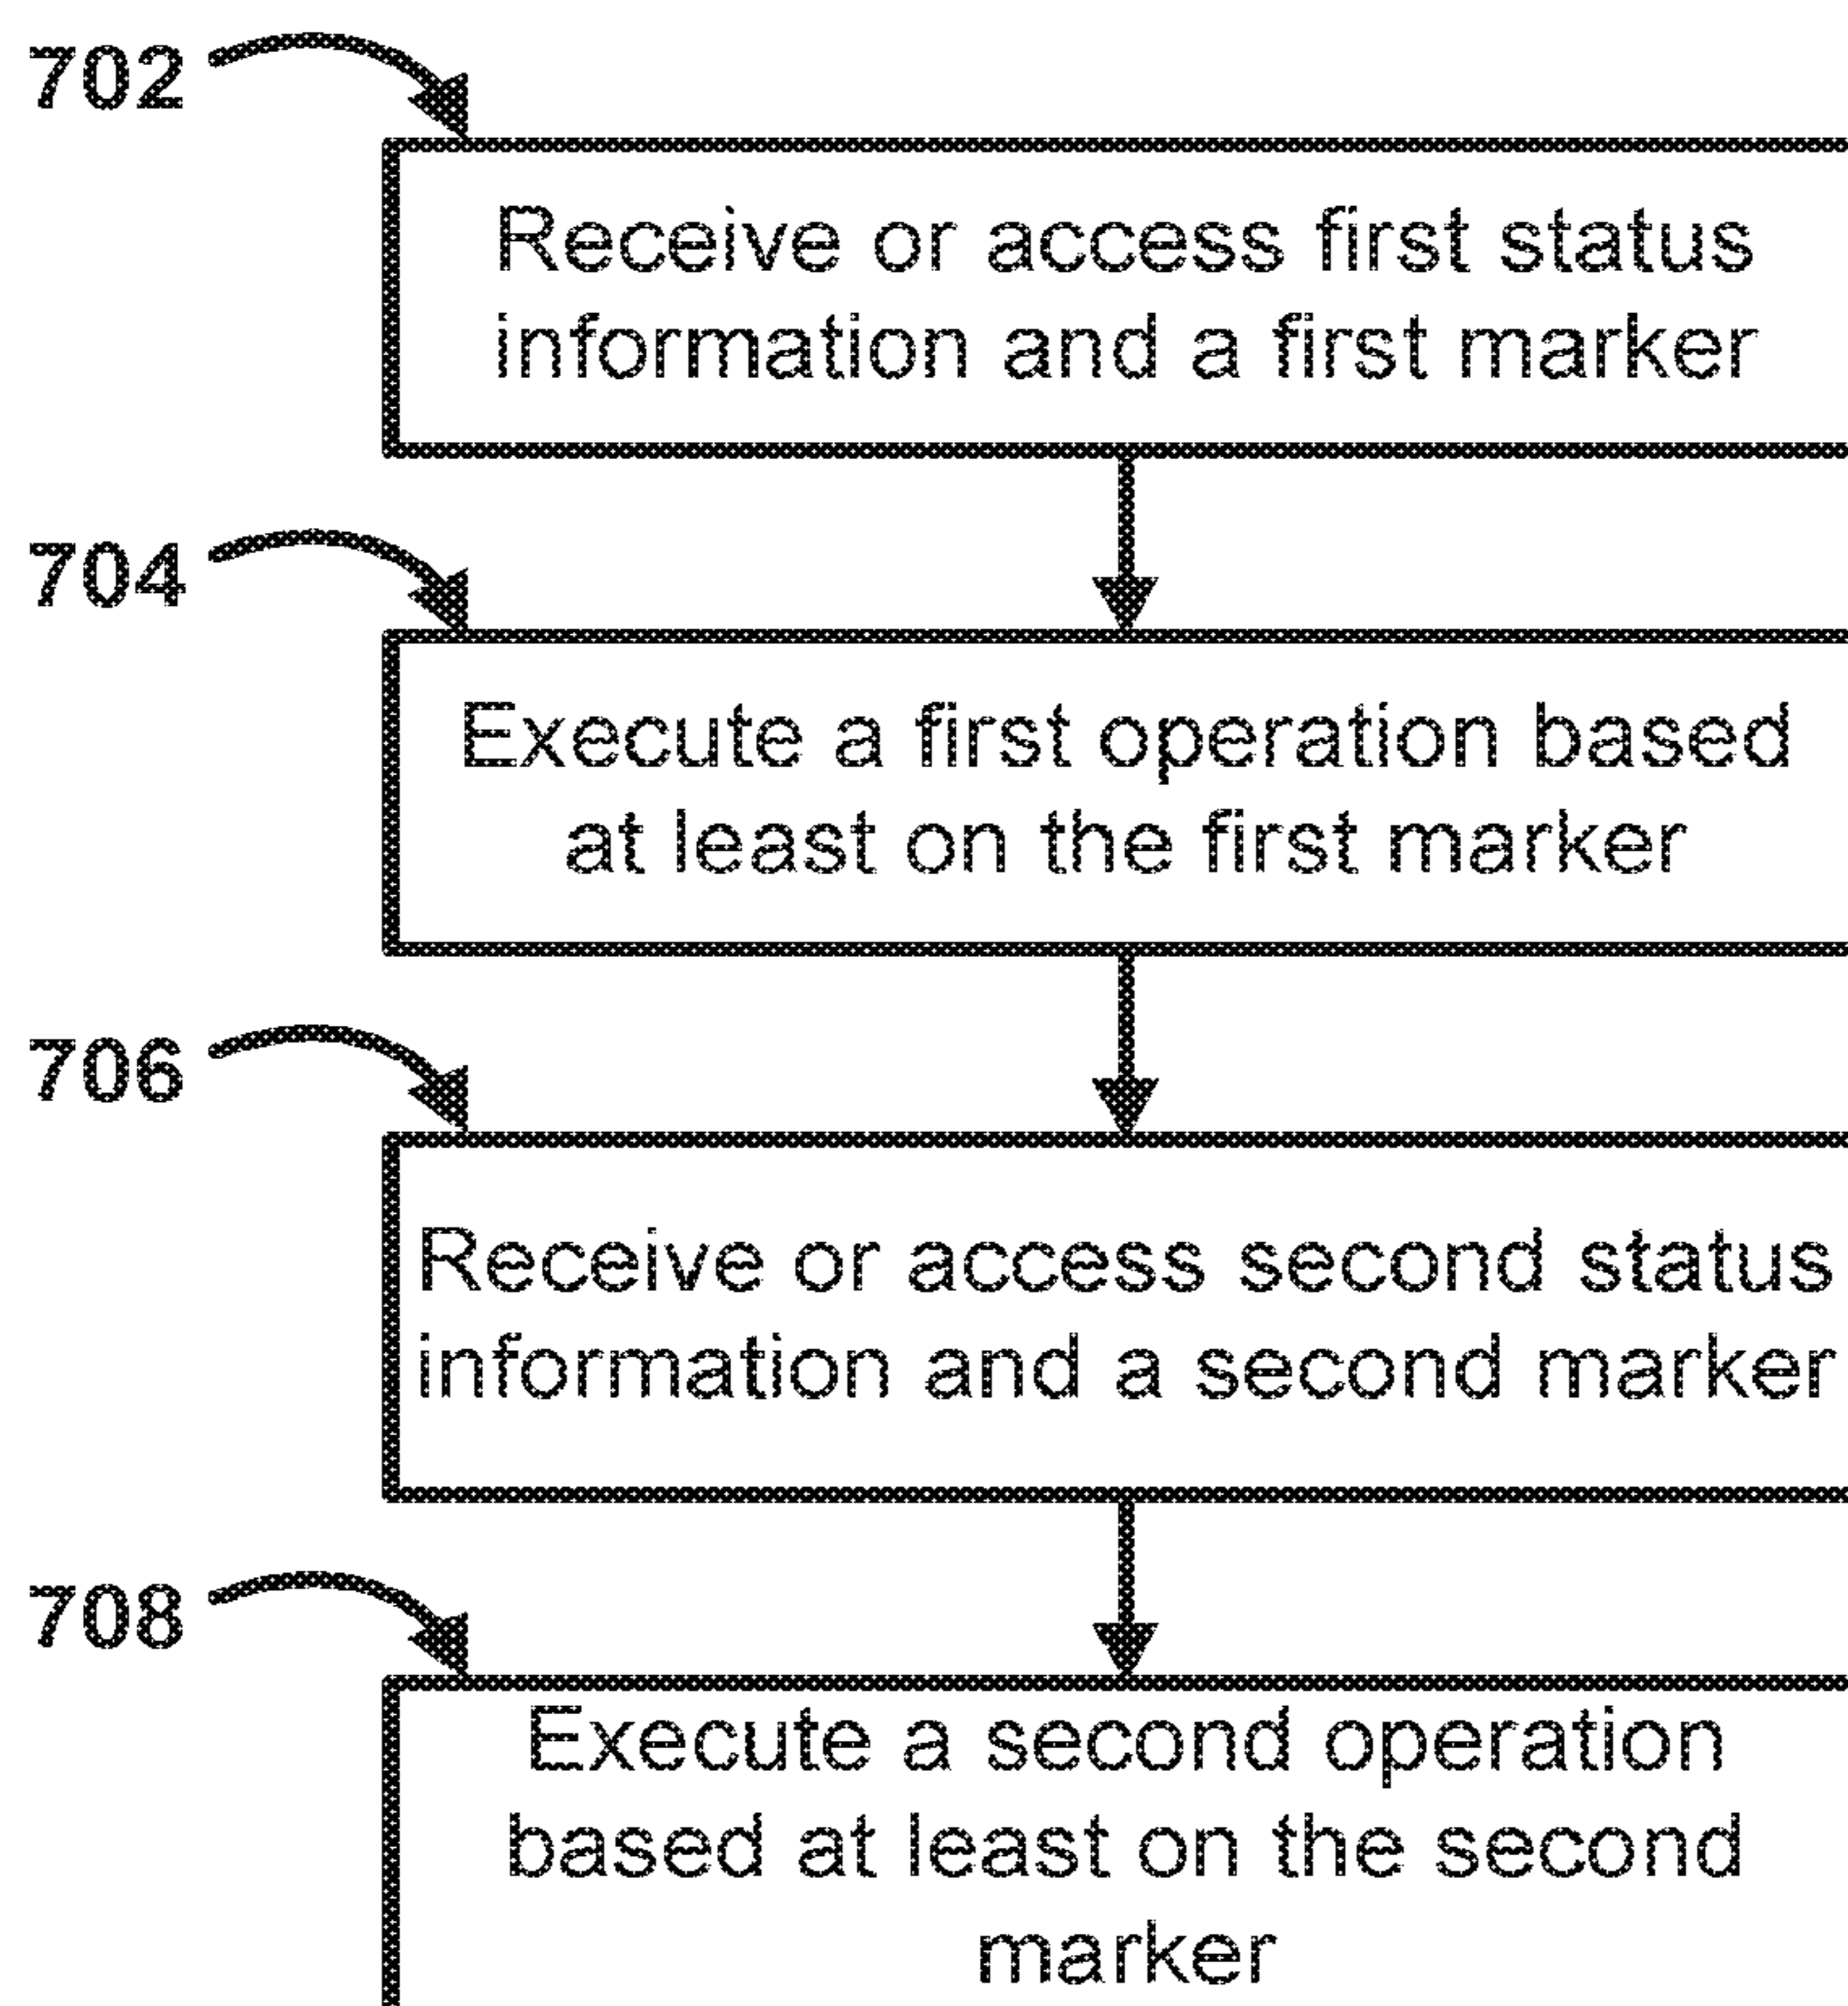 702
Receive or access first status
information and a first marker
704
Execute a first operation based
at least on the first marker
706
Receive or access second status
information and a second marker
708
Execute a second operation
based at least on the second
marker